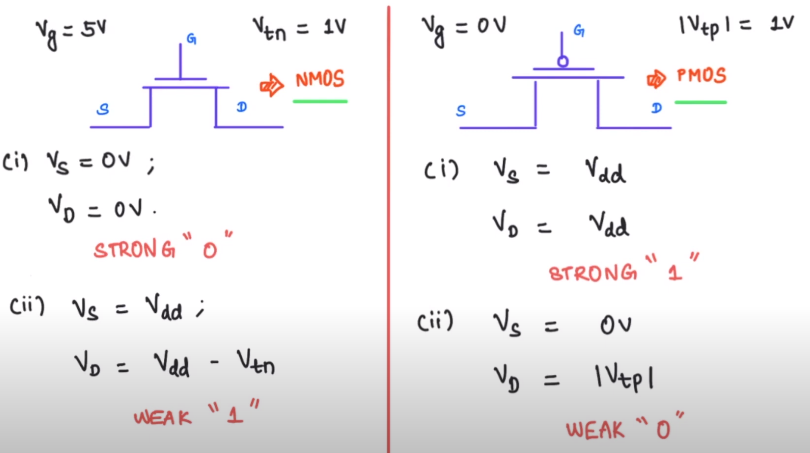 Vg = 5V
Vtn = 1V
G
⇒ NMOS
S
D
(i) VS = 0V ;
VD = 0V.
STRONG "0"
(ii) VS = Vdd ;
VD = Vdd - Vtn
WEAK "1"
Vg = 0V
|Vtp| = 1V
G
⇒ PMOS
S
D
(i) VS = Vdd
VD = Vdd
STRONG "1"
(ii) VS = 0V
VD = |Vtp|
WEAK "0"